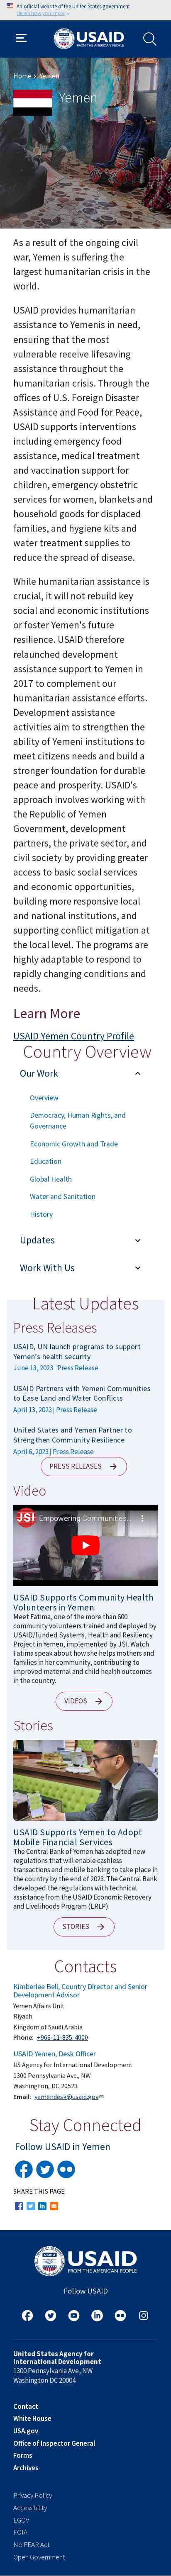 An official website of the United States government
Here's how you know
USAID
FROM THE AMERICAN PEOPLE
Home > Yemen
Yemen
As a result of the ongoing civil
war, Yemen is suffering the
largest humanitarian crisis in the
world.
USAID provides humanitarian
assistance to Yemenis in need,
ensuring that the most
vulnerable receive lifesaving
assistance throughout the
humanitarian crisis. Through the
offices of U.S. Foreign Disaster
Assistance and Food for Peace,
USAID supports interventions
including emergency food
assistance, medical treatment
and vaccination support for
children, emergency obstetric
services for women, blankets and
household goods for displaced
families, and hygiene kits and
water treatment supplies to
reduce the spread of disease.
While humanitarian assistance is
crucial, it will not rebuild key
social and economic institutions
or foster Yemen's future
resilience. USAID therefore
relaunched development
assistance support to Yemen in
2017 to complement our
humanitarian assistance efforts.
Development assistance
activities aim to strengthen the
ability of Yemeni institutions to
meet citizens needs and build a
stronger foundation for durable
peace and prosperity. USAID's
approach involves working with
the Republic of Yemen
Government, development
partners, the private sector, and
civil society by providing greater
access to basic social services
and economic opportunities,
building more responsive local
and national institutions, and
supporting conflict mitigation at
the local level. The programs are
highly adaptable to respond to
rapidly changing conditions and
needs.
Learn More
USAID Yemen Country Profile
Country Overview
Our Work
Overview
Democracy, Human Rights, and
Governance
Economic Growth and Trade
Education
Global Health
Water and Sanitation
History
Updates
Work With Us
Latest Updates
Press Releases
USAID, UN launch programs to support
Yemen's health security
June 13, 2023 | Press Release
USAID Partners with Yemeni Communities
to Ease Land and Water Conflicts
April 13, 2023 | Press Release
United States and Yemen Partner to
Strengthen Community Resilience
April 6, 2023 | Press Release
PRESS RELEASES
Video
JSI
Empowering Communities...
USAID Supports Community Health
Volunteers in Yemen
Meet Fatima, one of the more than 600
community volunteers trained and deployed by
USAID/funded Systems, Health and Resiliency
Project in Yemen, implemented by JSI. Watch
Fatima speak about how she helps women and
their families in her community, contributing to
improved maternal and child health outcomes
in the country.
VIDEOS
Stories
USAID Supports Yemen to Adopt
Mobile Financial Services
The Central Bank of Yemen has adopted new
regulations that will enable cashless
transactions and mobile banking to take place in
the country by the end of 2023. The Central Bank
developed the regulations with technical
assistance from the USAID Economic Recovery
and Livelihoods Program (ERLP).
STORIES
Contacts
Kimberlee Bell, Country Director and Senior
Development Advisor
Yemen Affairs Unit
Riyadh
Kingdom of Saudi Arabia
Phone: +966-11-835-4000
USAID Yemen, Desk Officer
US Agency for International Development
1300 Pennsylvania Ave., NW
Washington, DC 20523
Email: yemendesk@usaid.gov
Stay Connected
Follow USAID in Yemen
SHARE THIS PAGE
USAID
FROM THE AMERICAN PEOPLE
Follow USAID
United States Agency for
International Development
1300 Pennsylvania Ave, NW
Washington DC 20004
Contact
White House
USA.gov
Office of Inspector General
Forms
Archives
Privacy Policy
Accessibility
EGOV
FOIA
No FEAR Act
Open Government